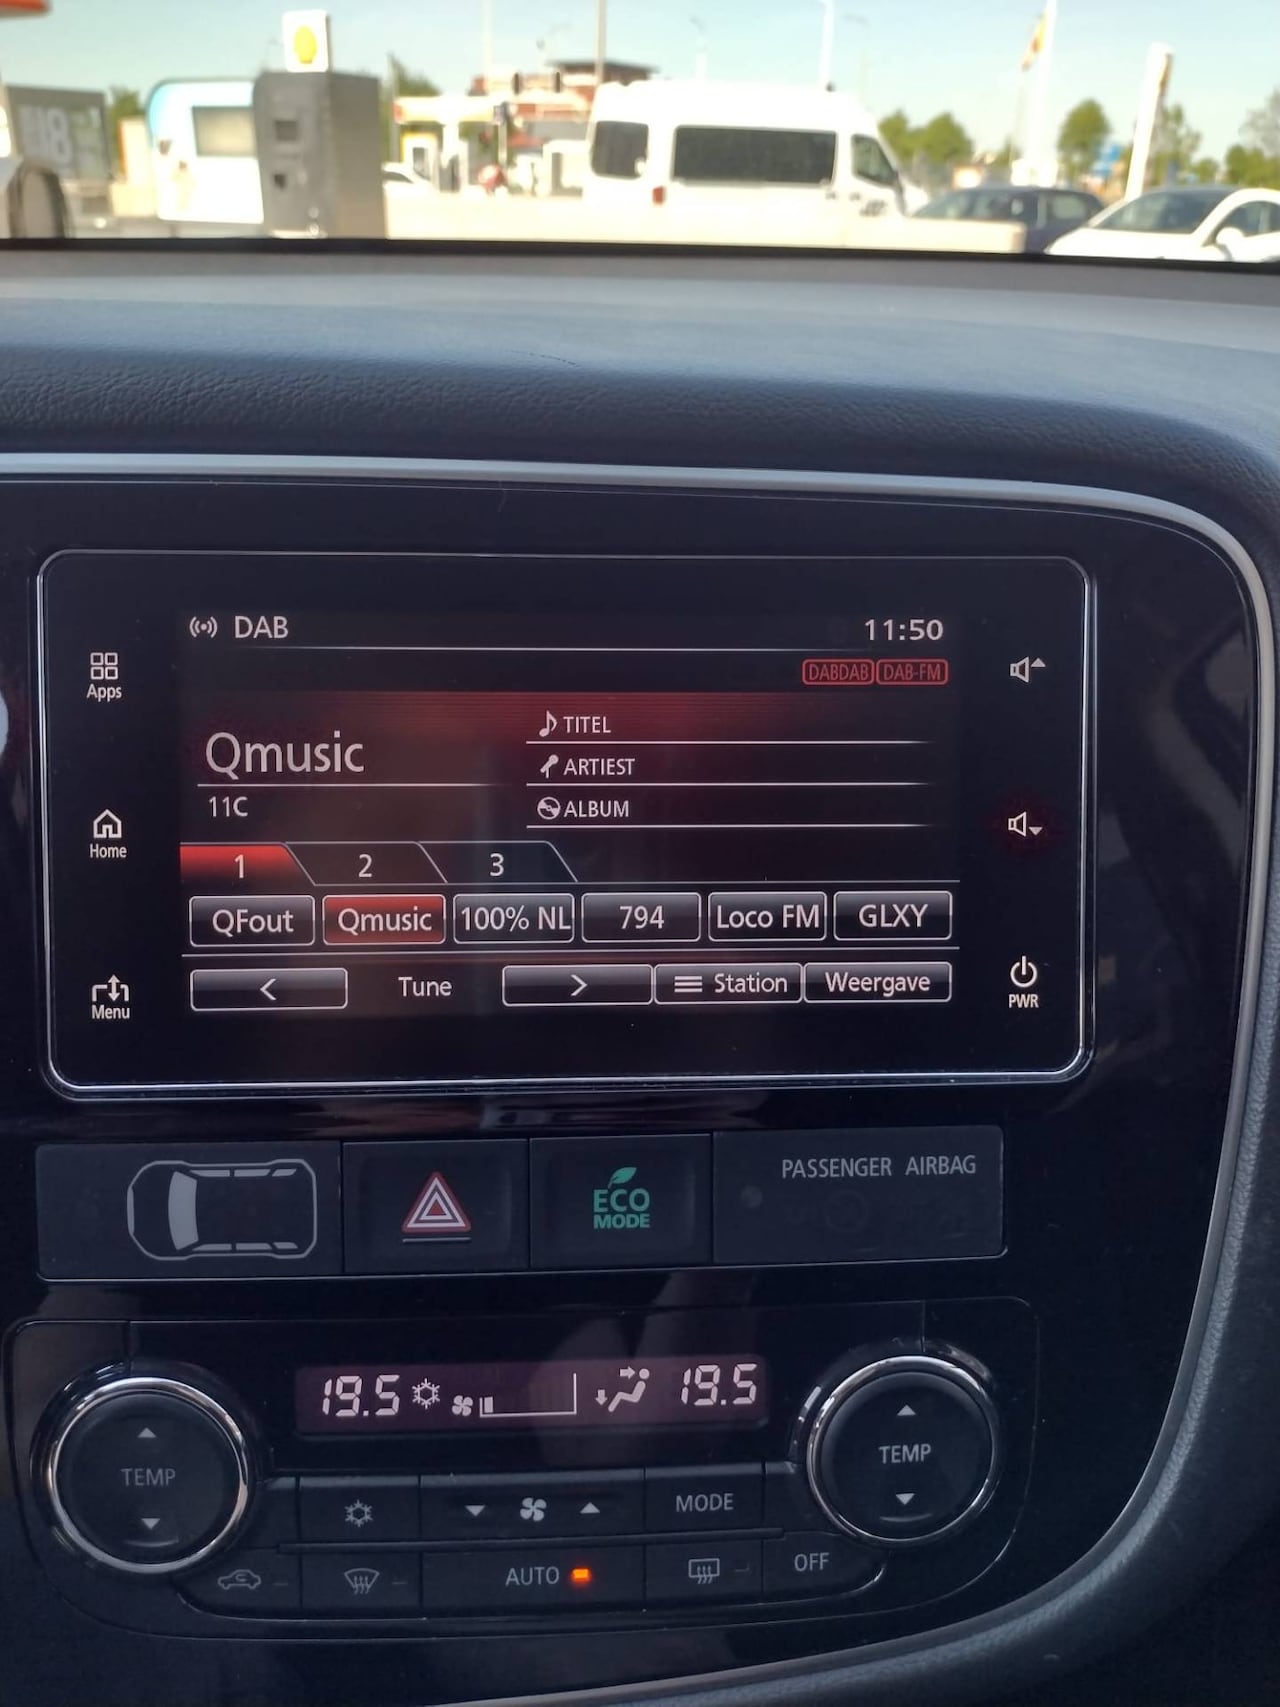 DAB 11:50
DABDAB DAB-FM
Apps
Qmusic
TITEL
ARTIEST
ALBUM
11C
Home
1 2 3
QFout Qmusic 100% NL 794 Loco FM GLXY
< Tune > Station Weergave
Menu
PWR
ECO
MODE
PASSENGER AIRBAG
19.5 19.5
TEMP
TEMP
MODE
AUTO
OFF